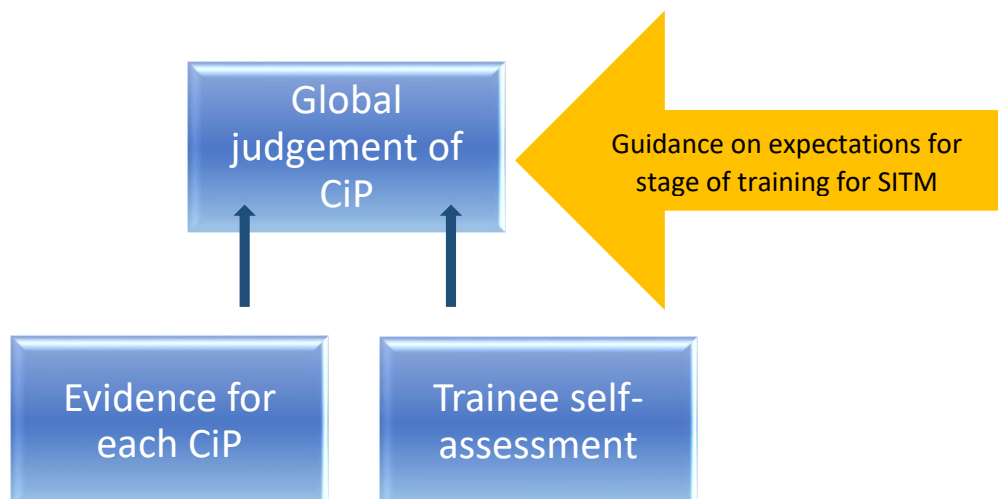 Global
judgement of
CiP
Guidance on expectations for
stage of training for SITM
Evidence for
each CiP
Trainee self-
assessment